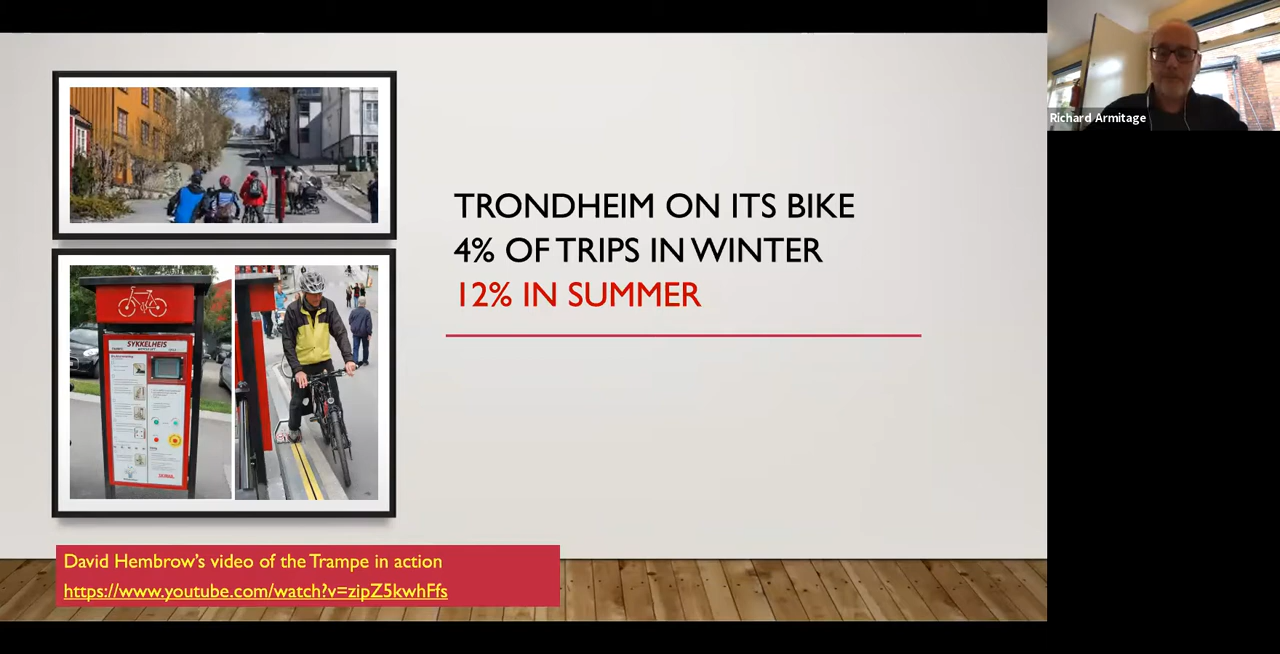 TRONDHEIM ON ITS BIKE
4% OF TRIPS IN WINTER
12% IN SUMMER
SYKKELHEIS
David Hembrow's video of the Trampe in action
https://www.youtube.com/watch?v=zipZ5kwhFfs
Richard Armitage